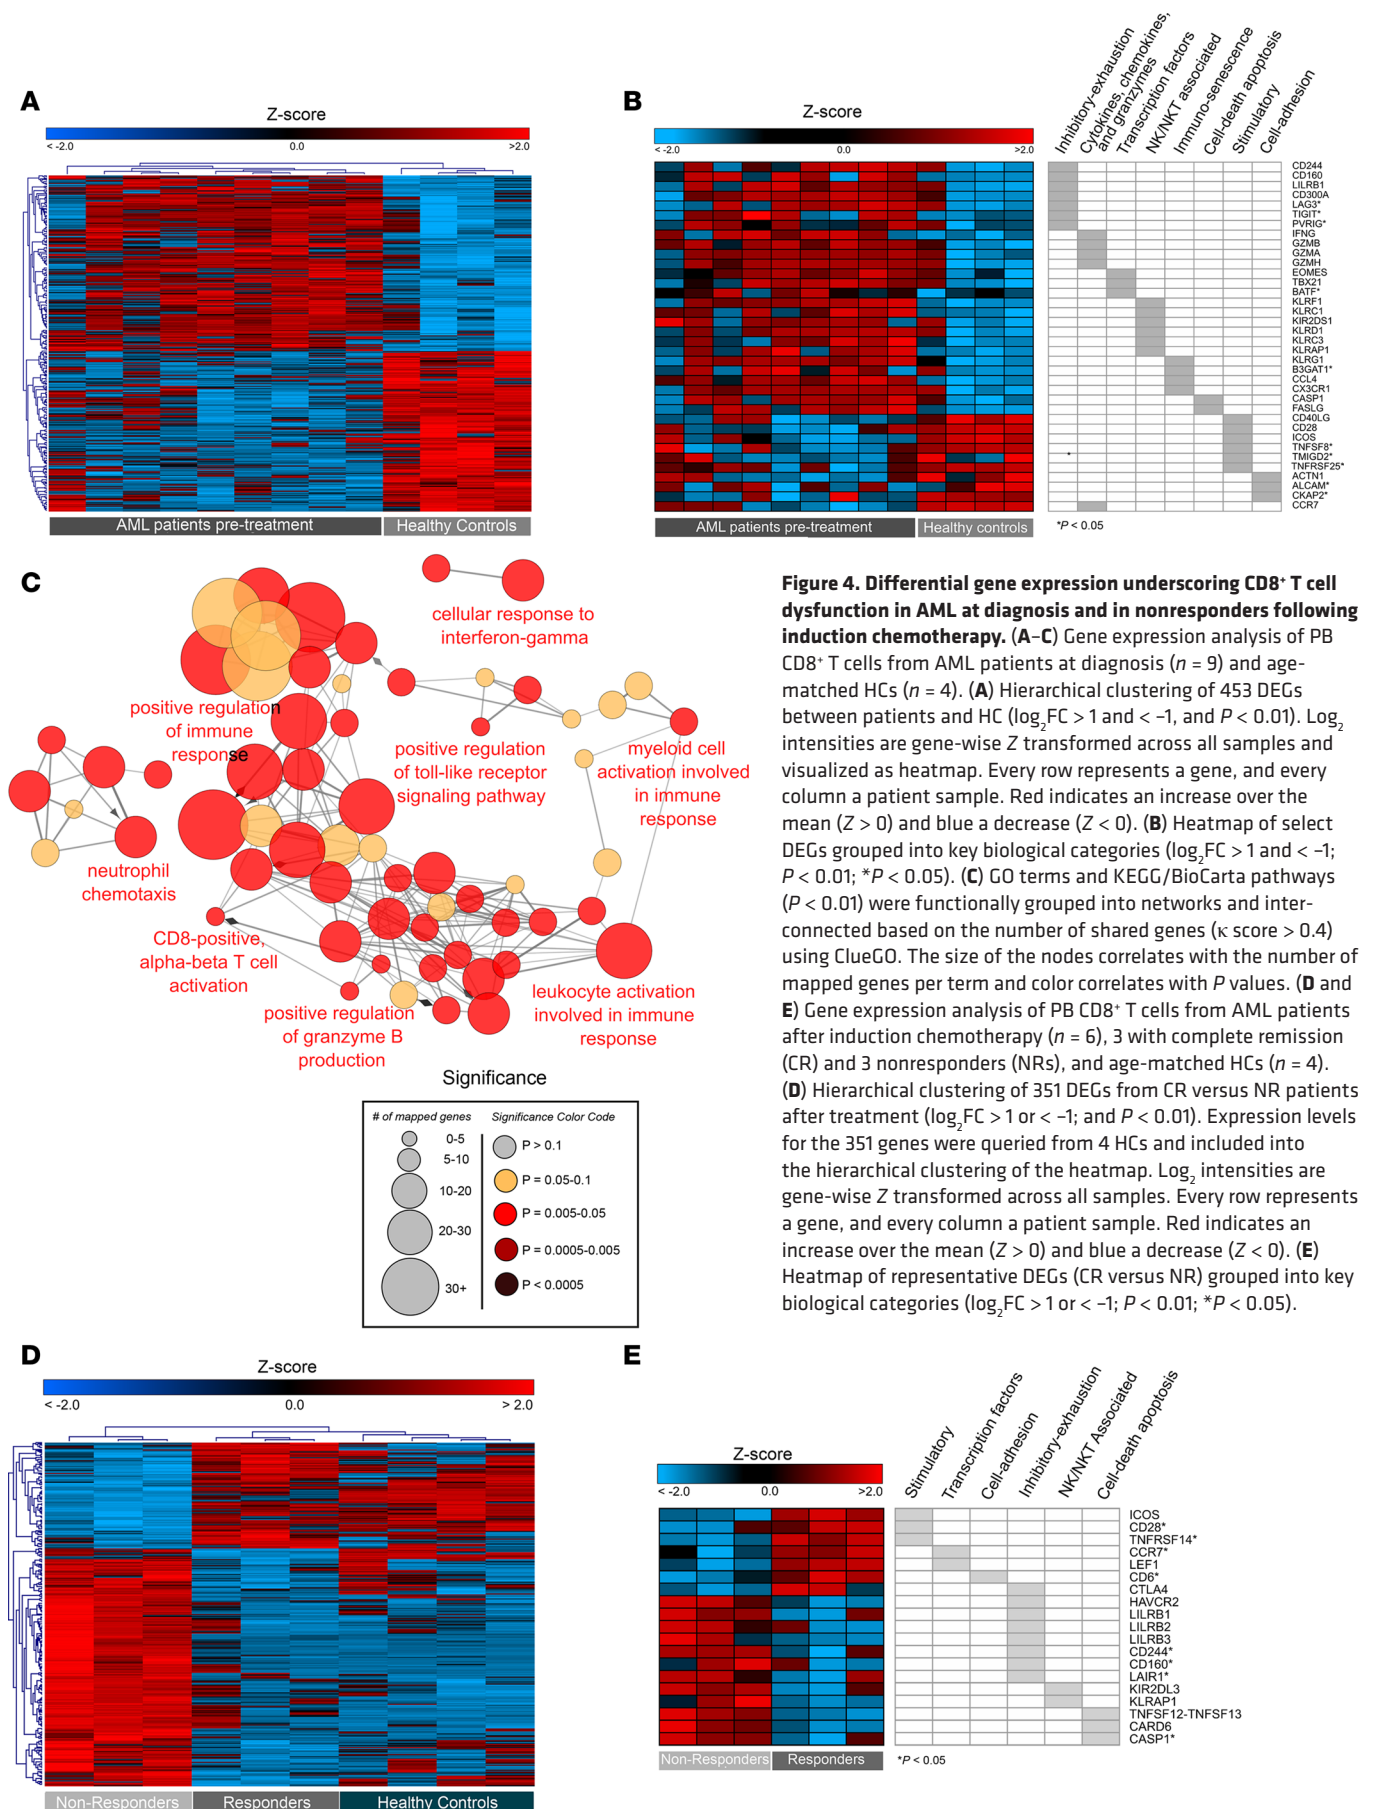 A
Z-score
< -2.0
0.0
>2.0
AML patients pre-treatment
Healthy Controls
B
Z-score
< -2.0
0.0
>2.0
AML patients pre-treatment
Healthy controls
Inhibitory-exhaustion
Cytokines, chemokines,
and granzymes
Transcription factors
NK/NKT associated
Immuno-senescence
Cell-death apoptosis
Stimulatory
Cell-adhesion
CD244
CD160
LILRB1
CD300A
LAG3*
TIGIT*
PVRIG*
IFNG
GZMB
GZMA
GZMH
EOMES
TBX21
BATF*
KLRF1
KLRC1
KIR2DS1
KLRD1
KLRC3
KLRAP1
KLRG1
B3GAT1*
CCL4
CX3CR1
CASP1
FASLG
CD40LG
CD28
ICOS
TNFSF8*
TMIGD2*
TNFRSF25*
ACTN1
ALCAM*
CKAP2*
CCR7
*
*P < 0.05
C
cellular response to
interferon-gamma
positive regulation
of immune
response
positive regulation
of toll-like receptor
signaling pathway
myeloid cell
activation involved
in immune
response
neutrophil
chemotaxis
CD8-positive,
alpha-beta T cell
activation
positive regulation
of granzyme B
production
leukocyte activation
involved in immune
response
Significance
# of mapped genes
0-5
5-10
10-20
20-30
30+
Significance Color Code
P > 0.1
P = 0.05-0.1
P = 0.005-0.05
P = 0.0005-0.005
P < 0.0005
Figure 4. Differential gene expression underscoring CD8⁺ T cell
dysfunction in AML at diagnosis and in nonresponders following
induction chemotherapy. (A–C) Gene expression analysis of PB
CD8⁺ T cells from AML patients at diagnosis (n = 9) and age-
matched HCs (n = 4). (A) Hierarchical clustering of 453 DEGs
between patients and HC (log₂FC > 1 and < –1, and P < 0.01). Log₂
intensities are gene-wise Z transformed across all samples and
visualized as heatmap. Every row represents a gene, and every
column a patient sample. Red indicates an increase over the
mean (Z > 0) and blue a decrease (Z < 0). (B) Heatmap of select
DEGs grouped into key biological categories (log₂FC > 1 and < –1;
P < 0.01; *P < 0.05). (C) GO terms and KEGG/BioCarta pathways
(P < 0.01) were functionally grouped into networks and inter-
connected based on the number of shared genes (κ score > 0.4)
using ClueGO. The size of the nodes correlates with the number of
mapped genes per term and color correlates with P values. (D and
E) Gene expression analysis of PB CD8⁺ T cells from AML patients
after induction chemotherapy (n = 6), 3 with complete remission
(CR) and 3 nonresponders (NRs), and age-matched HCs (n = 4).
(D) Hierarchical clustering of 351 DEGs from CR versus NR patients
after treatment (log₂FC > 1 or < –1; and P < 0.01). Expression levels
for the 351 genes were queried from 4 HCs and included into
the hierarchical clustering of the heatmap. Log₂ intensities are
gene-wise Z transformed across all samples. Every row represents
a gene, and every column a patient sample. Red indicates an
increase over the mean (Z > 0) and blue a decrease (Z < 0). (E)
Heatmap of representative DEGs (CR versus NR) grouped into key
biological categories (log₂FC > 1 or < –1; P < 0.01; *P < 0.05).
D
Z-score
< -2.0
0.0
> 2.0
Non-Responders
Responders
Healthy Controls
E
Z-score
< -2.0
0.0
>2.0
Non-Responders
Responders
Stimulatory
Transcription factors
Cell-adhesion
Inhibitory-exhaustion
NK/NKT Associated
Cell-death apoptosis
ICOS
CD28*
TNFRSF14*
CCR7*
LEF1
CD6*
CTLA4
HAVCR2
LILRB1
LILRB2
LILRB3
CD244*
CD160*
LAIR1*
KIR2DL3
KLRAP1
TNFSF12-TNFSF13
CARD6
CASP1*
*P < 0.05